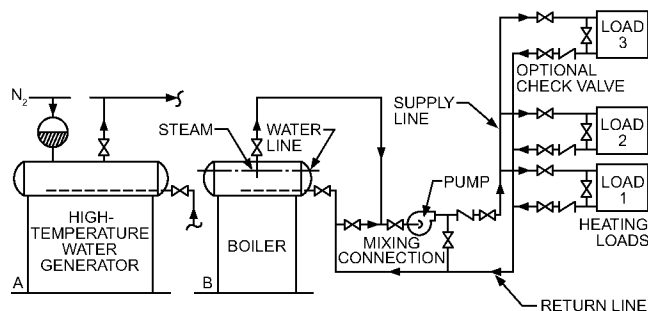 N₂
STEAM
WATER
LINE
HIGH-
TEMPERATURE
WATER
GENERATOR
A
BOILER
B
MIXING
CONNECTION
PUMP
SUPPLY
LINE
OPTIONAL
CHECK VALVE
LOAD
3
LOAD
2
LOAD
1
HEATING
LOADS
RETURN LINE